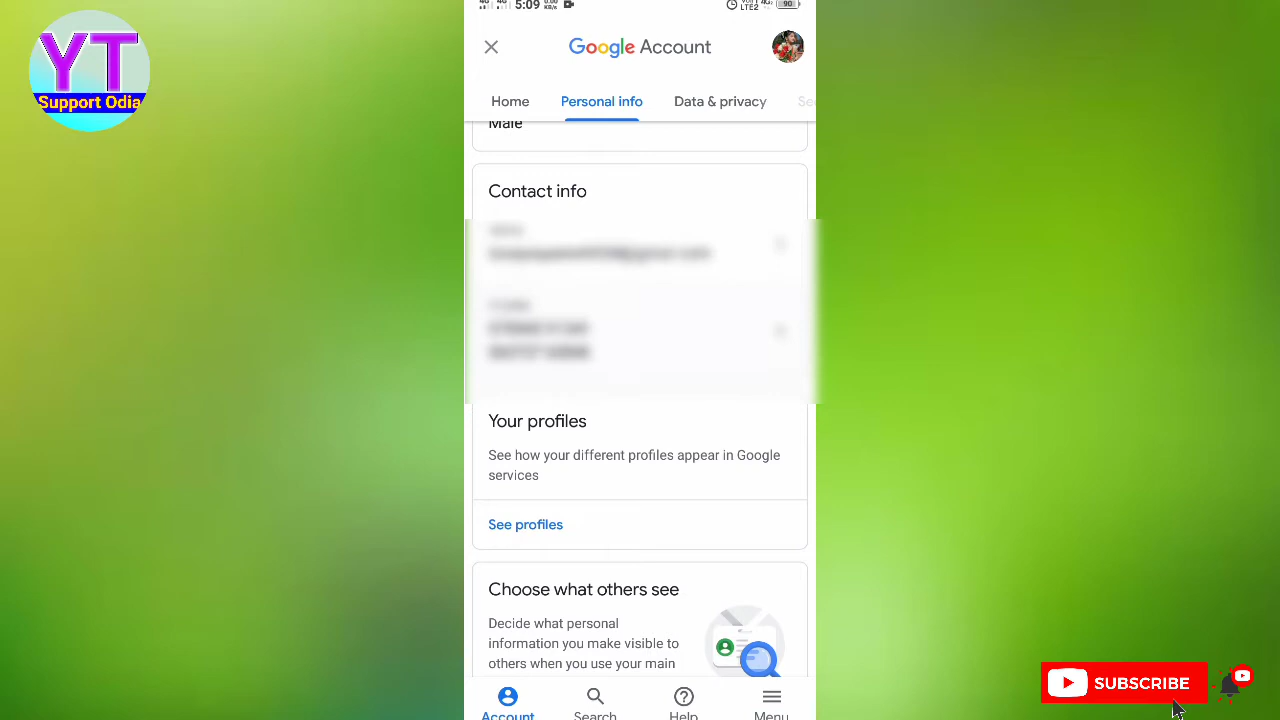 YT
Support Odia
5:09
LTE2
90
Google Account
Home
Personal info
Data & privacy
Male
Contact info
Your profiles
See how your different profiles appear in Google
services
See profiles
Choose what others see
Decide what personal
information you make visible to
others when you use your main
Account
Search
Help
Menu
SUBSCRIBE